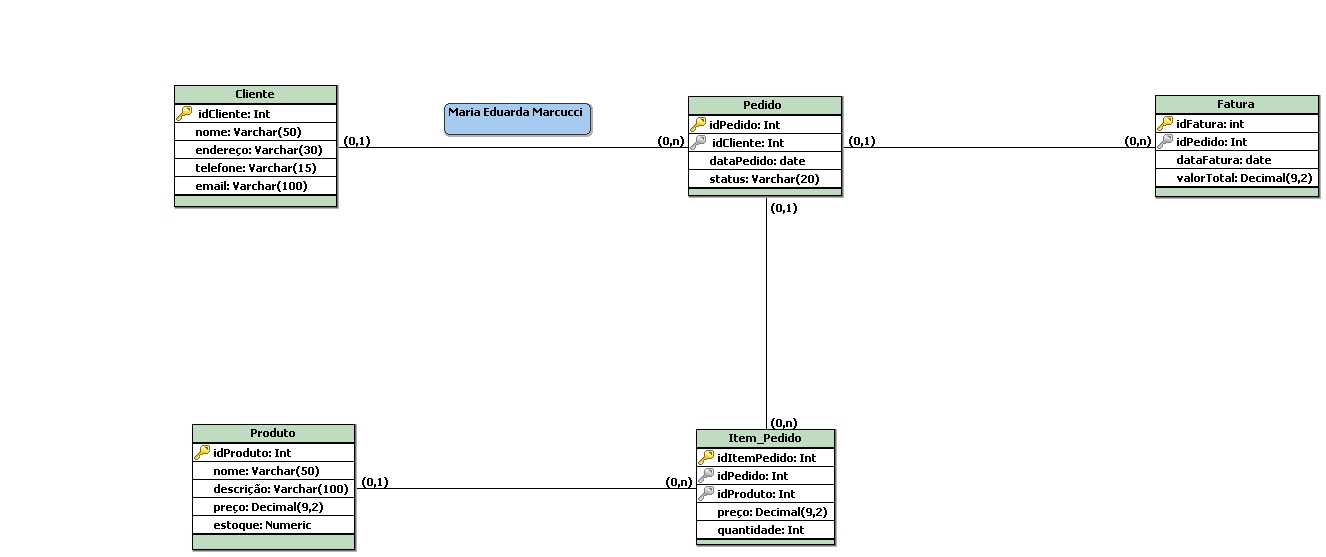 Cliente
idCliente: Int
nome: Varchar(50)
endereço: Varchar(30)
telefone: Varchar(15)
email: Varchar(100)
(0,1)
Maria Eduarda Marcucci
(0,n)
Pedido
idPedido: Int
idCliente: Int
dataPedido: date
status: Varchar(20)
(0,1)
(0,n)
Fatura
idFatura: int
idPedido: Int
dataFatura: date
valorTotal: Decimal(9,2)
(0,1)
(0,n)
Produto
idProduto: Int
nome: Varchar(50)
descrição: Varchar(100)
preço: Decimal(9,2)
estoque: Numeric
(0,1)
(0,n)
Item_Pedido
idItemPedido: Int
idPedido: Int
idProduto: Int
preço: Decimal(9,2)
quantidade: Int